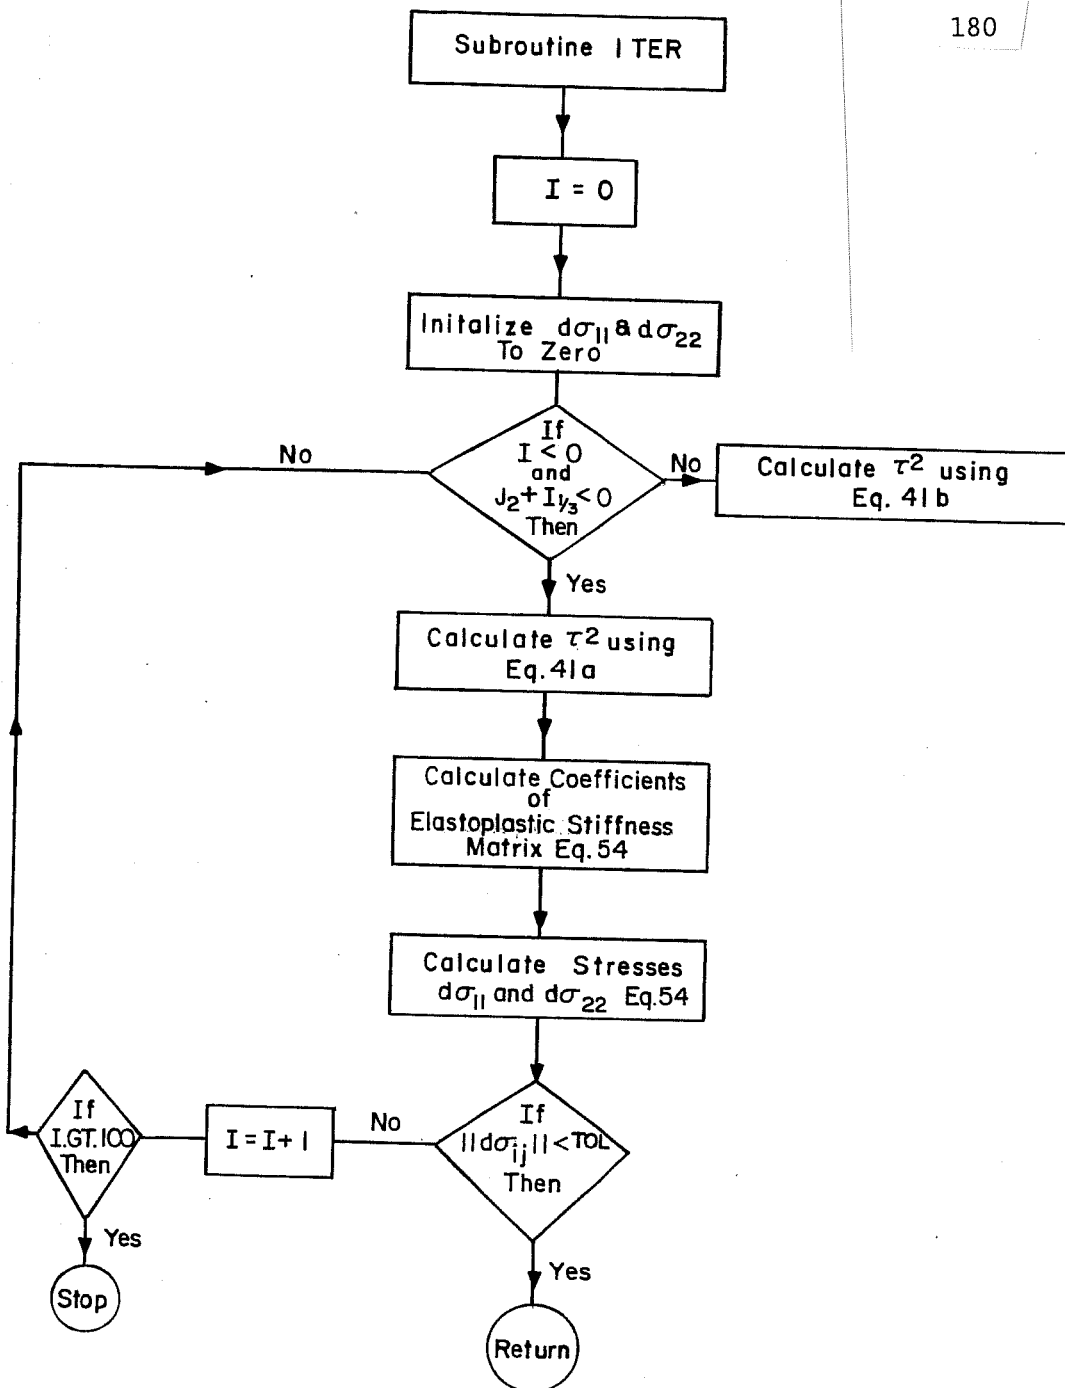 180
Subroutine ITER
I = 0
Initalize dσ₁₁ & dσ₂₂
To Zero
If
I < 0
and
J₂ + I₁/₃ < 0
Then
No
No
Calculate τ² using
Eq. 41b
Yes
Calculate τ² using
Eq. 41a
Calculate Coefficients
of
Elastoplastic Stiffness
Matrix Eq. 54
Calculate Stresses
dσ₁₁ and dσ₂₂ Eq. 54
If
||dσᵢⱼ|| < TOL
Then
No
I = I + 1
If
I.GT.100
Then
Yes
Stop
Yes
Return